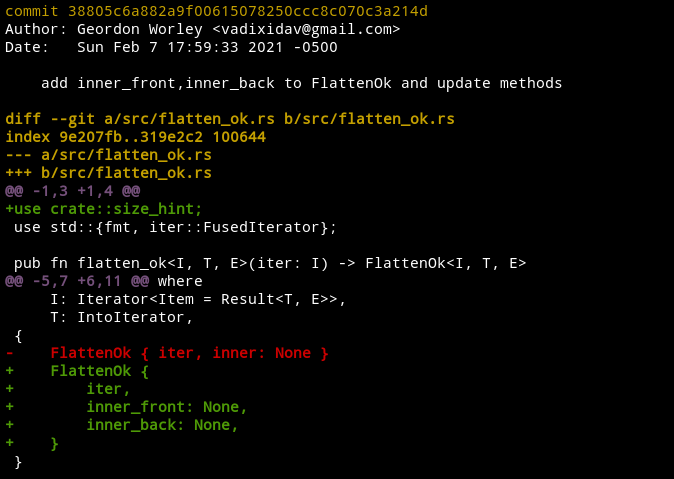 commit 38805c6a882a9f00615078250ccc8c070c3a214d
Author: Geordon Worley <vadixidav@gmail.com>
Date:   Sun Feb 7 17:59:33 2021 -0500

    add inner_front,inner_back to FlattenOk and update methods

diff --git a/src/flatten_ok.rs b/src/flatten_ok.rs
index 9e207fb..319e2c2 100644
--- a/src/flatten_ok.rs
+++ b/src/flatten_ok.rs
@@ -1,3 +1,4 @@
+use crate::size_hint;
 use std::{fmt, iter::FusedIterator};

 pub fn flatten_ok<I, T, E>(iter: I) -> FlattenOk<I, T, E>
@@ -5,7 +6,11 @@ where
     I: Iterator<Item = Result<T, E>>,
     T: IntoIterator,
 {
-    FlattenOk { iter, inner: None }
+    FlattenOk {
+        iter,
+        inner_front: None,
+        inner_back: None,
+    }
 }